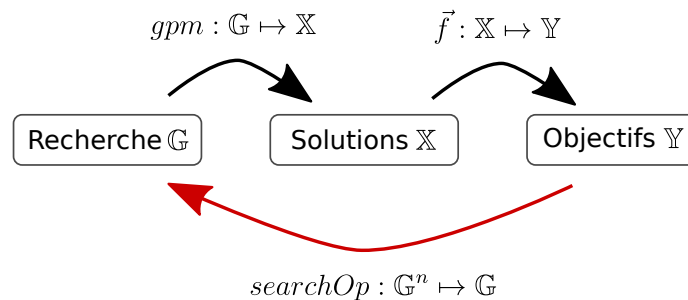 gpm : 𝔾 ↦ 𝕏
f⃗ : 𝕏 ↦ 𝕐
Recherche 𝔾
Solutions 𝕏
Objectifs 𝕐
searchOp : 𝔾ⁿ ↦ 𝔾